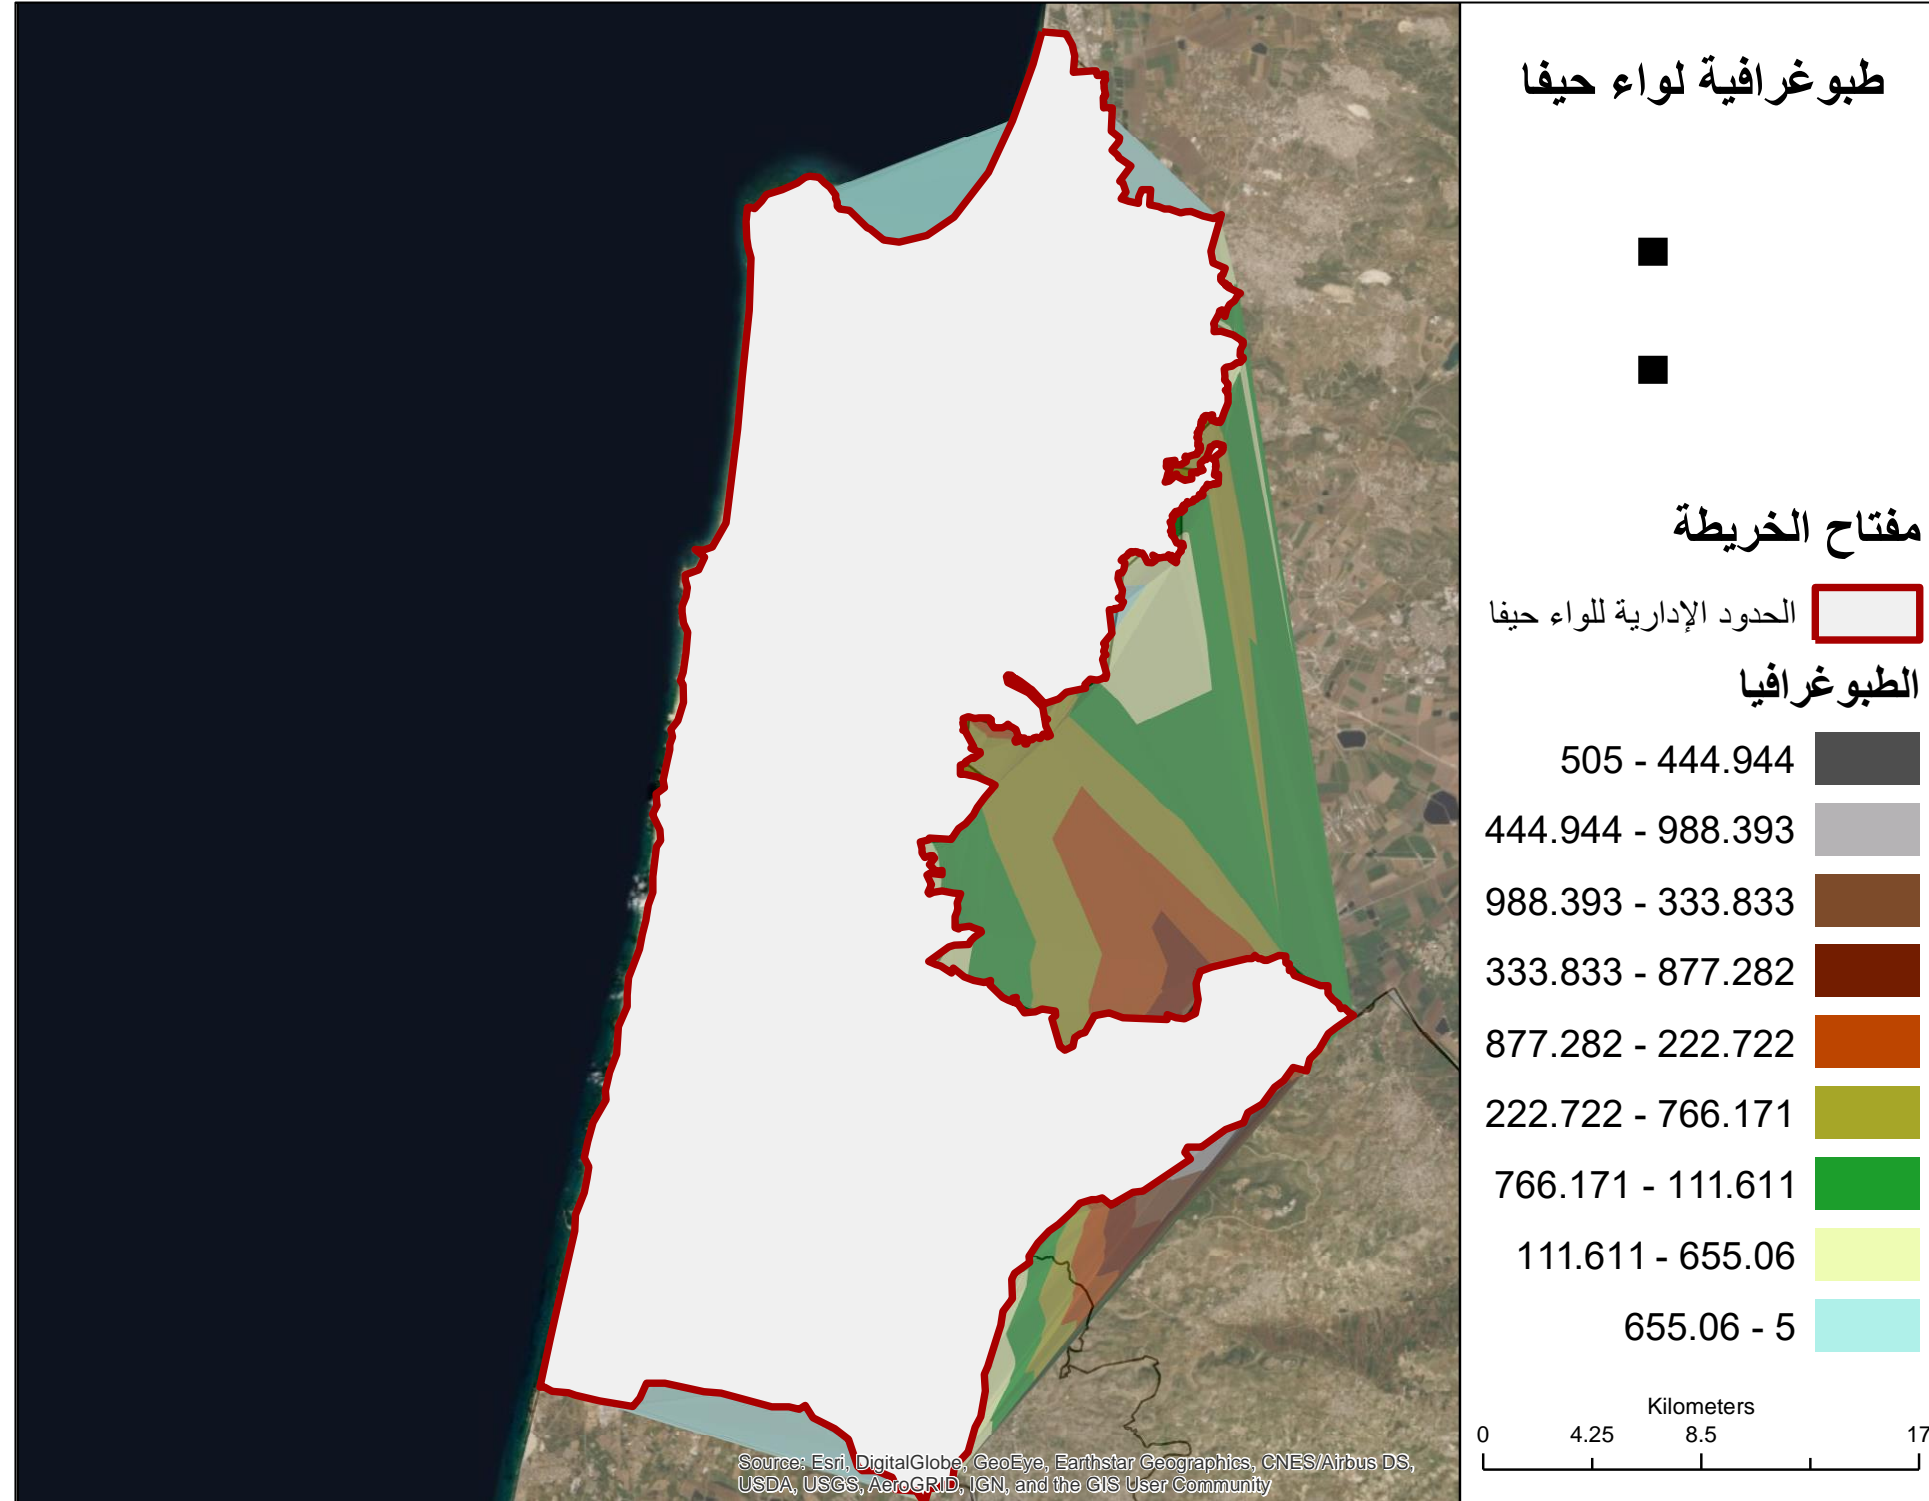 طبوغرافية لواء حيفا
مفتاح الخريطة
الحدود الإدارية للواء حيفا
الطبوغرافيا
505 - 444.944
444.944 - 988.393
988.393 - 333.833
333.833 - 877.282
877.282 - 222.722
222.722 - 766.171
766.171 - 111.611
111.611 - 655.06
655.06 - 5
Kilometers
0 4.25 8.5 17
Source: Esri, DigitalGlobe, GeoEye, Earthstar Geographics, CNES/Airbus DS,
USDA, USGS, AeroGRID, IGN, and the GIS User Community